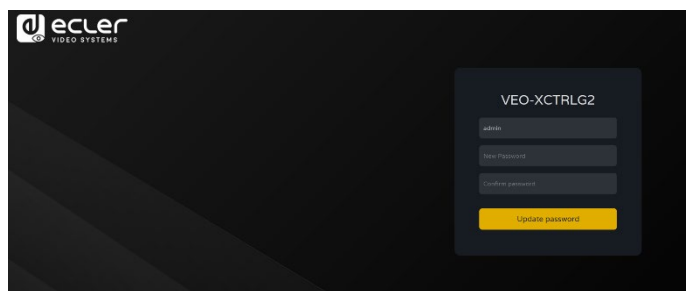 ecler
VIDEO SYSTEMS
VEO-XCTRLG2
admin
New Password
Confirm password
Update password